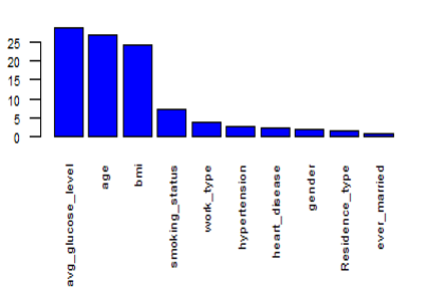 25
20
15
10
5
0
avg_glucose_level
age
bmi
smoking_status
work_type
hypertension
heart_disease
gender
Residence_type
ever_married